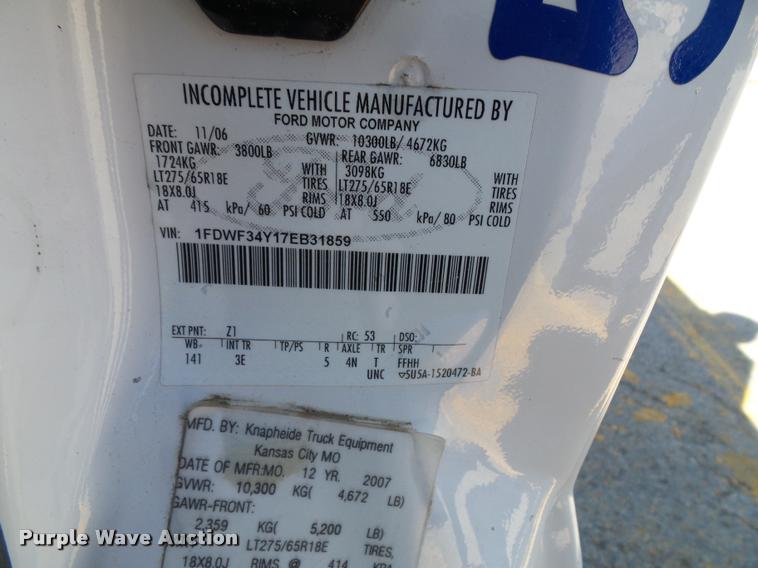 INCOMPLETE VEHICLE MANUFACTURED BY
FORD MOTOR COMPANY
DATE: 11/06 GVWR: 10300LB/ 4672KG
FRONT GAWR: 3800LB REAR GAWR: 6830LB
1724KG WITH 3098KG WITH
LT275/65R18E TIRES LT275/65R18E TIRES
18X8.0J RIMS 18X8.0J RIMS
AT 415 kPa/ 60 PSI COLD AT 550 kPa/ 80 PSI COLD
VIN: 1FDWF34Y17EB31859
EXT PNT: Z1 RC: 53 DSO:
WB INT TR TP/PS R AXLE TR SPR
141 3E 5 4N T FFHH
UNC 5U5A-1520472-BA
MFD. BY: Knapheide Truck Equipment
Kansas City MO
DATE OF MFR:MO. 12 YR. 2007
GVWR: 10,300 KG( 4,672 LB)
GAWR-FRONT:
2,359 KG( 5,200 LB)
LT275/65R18E TIRES,
18X8.0J RIMS @ 414 KPA
Purple Wave Auction